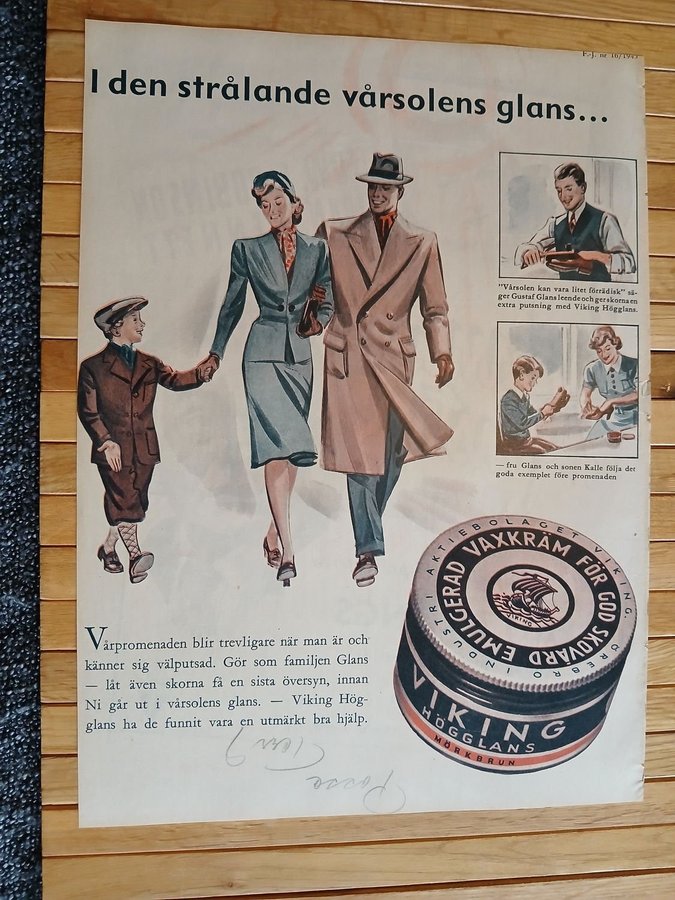 F.-J. nr 16/1943
I den strålande vårsolens glans...
"Vårsolen kan vara litet förrädisk" sä-
ger Gustaf Glans leende och ger skorna en
extra putsning med Viking Högglans.
— fru Glans och sonen Kalle följa det
goda exemplet före promenaden
Vårpromenaden blir trevligare när man är och
känner sig välputsad. Gör som familjen Glans
— låt även skorna få en sista översyn, innan
Ni går ut i vårsolens glans. — Viking Hög-
glans ha de funnit vara en utmärkt bra hjälp.
INDUSTRI AKTIEBOLAGET VIKING, ÖREBRO
EMULGERAD VAXKRÄM FÖR GOD SKOVÅRD
VIKING
VIKING
HÖGGLANS
MÖRKBRUN